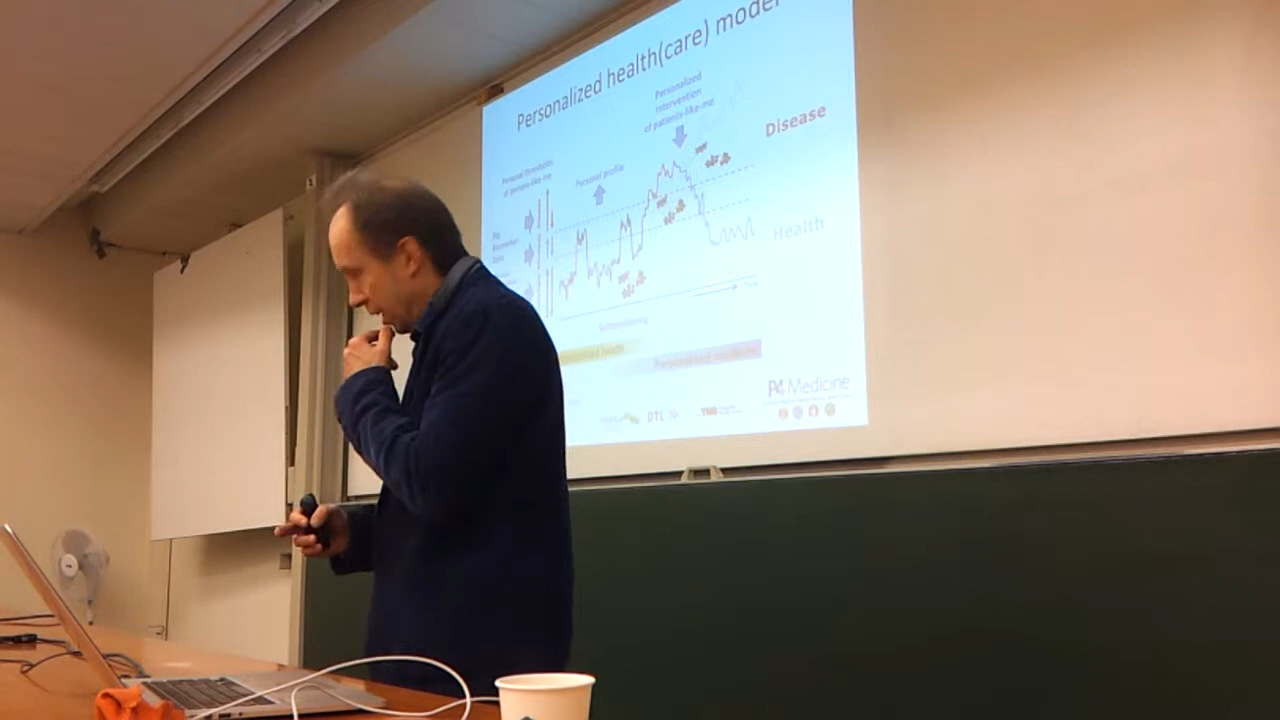 Personalized health(care) model
Personalized
intervention
of patients-like-me
Disease
Personal thresholds
of persons-like-me
Personal profile
Big
Biomarker
Data
Health
Time
P4 Medicine
DTL